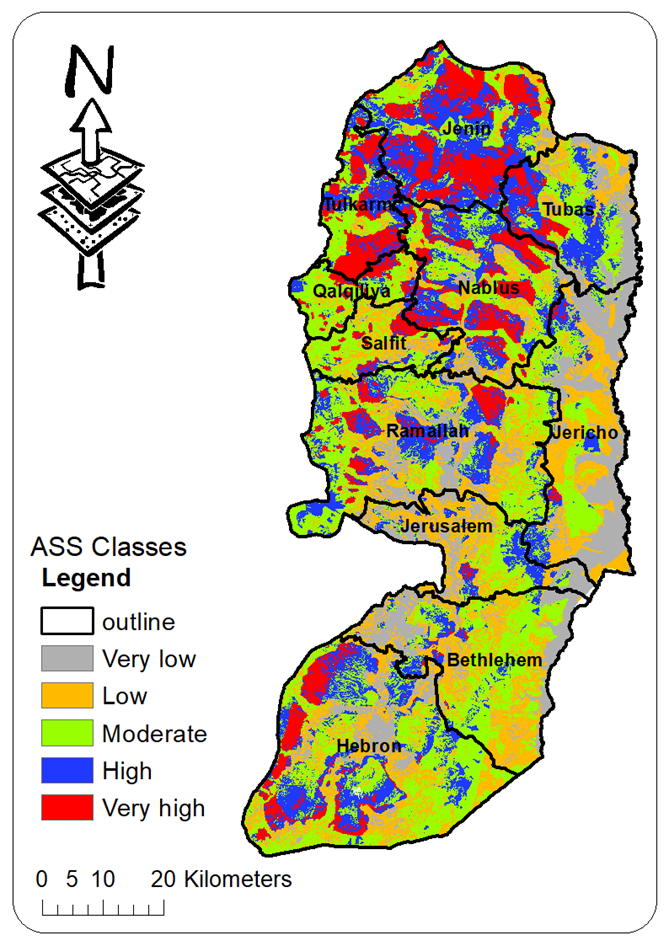 N
Jenin
Tubas
Tulkarm
Nablus
Qalqiliya
Salfit
Ramallah
Jericho
Jerusalem
Bethlehem
Hebron
ASS Classes
Legend
outline
Very low
Low
Moderate
High
Very high
0 5 10 20 Kilometers